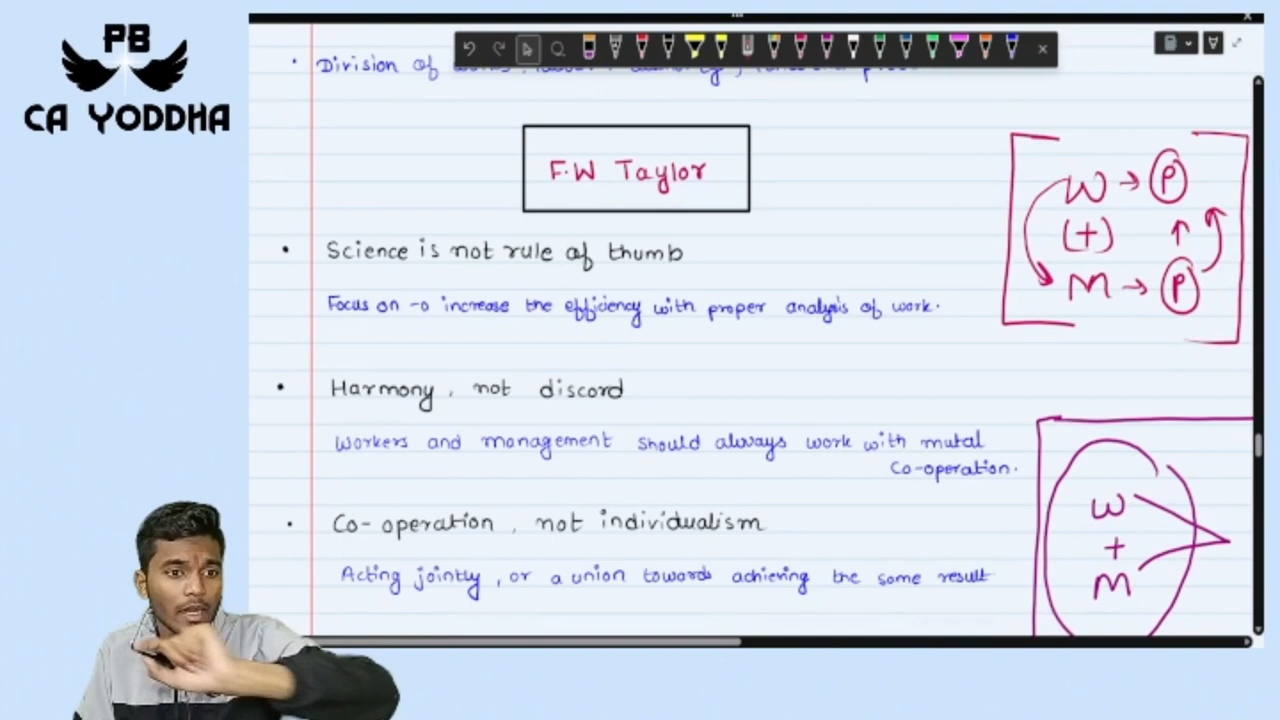 PB
CA YODDHA
• Division of
F.W Taylor
W → P
(+) ↑
M → P
• Science is not rule of thumb
Focus on -o increase the efficiency with proper analysis of work.
• Harmony, not discord
Workers and management should always work with mutal
Co-operation.
• Co-operation, not individualism
Acting jointly, or a union towards achieving the same result
W
+
M